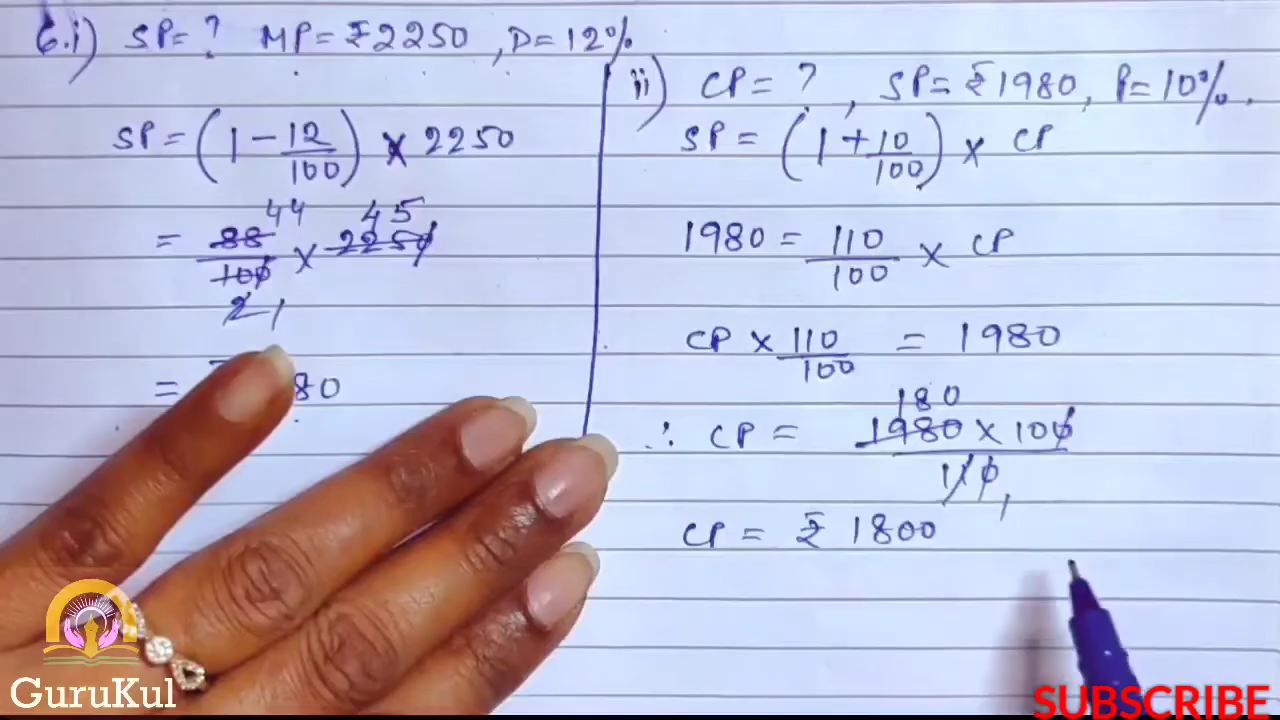 6.i) SP= ? MP= ₹2250, D= 12%
SP = (1 - 12/100) × 2250
44 45
= 88/100 × 2250
2 1
= 80
ii) CP= ?, SP= ₹1980, P= 10%.
SP = (1 + 10/100) × CP
1980 = 110/100 × CP
CP × 110/100 = 1980
180
∴ CP = 1980 × 100 / 110
CP = ₹ 1800
GuruKul
SUBSCRIBE